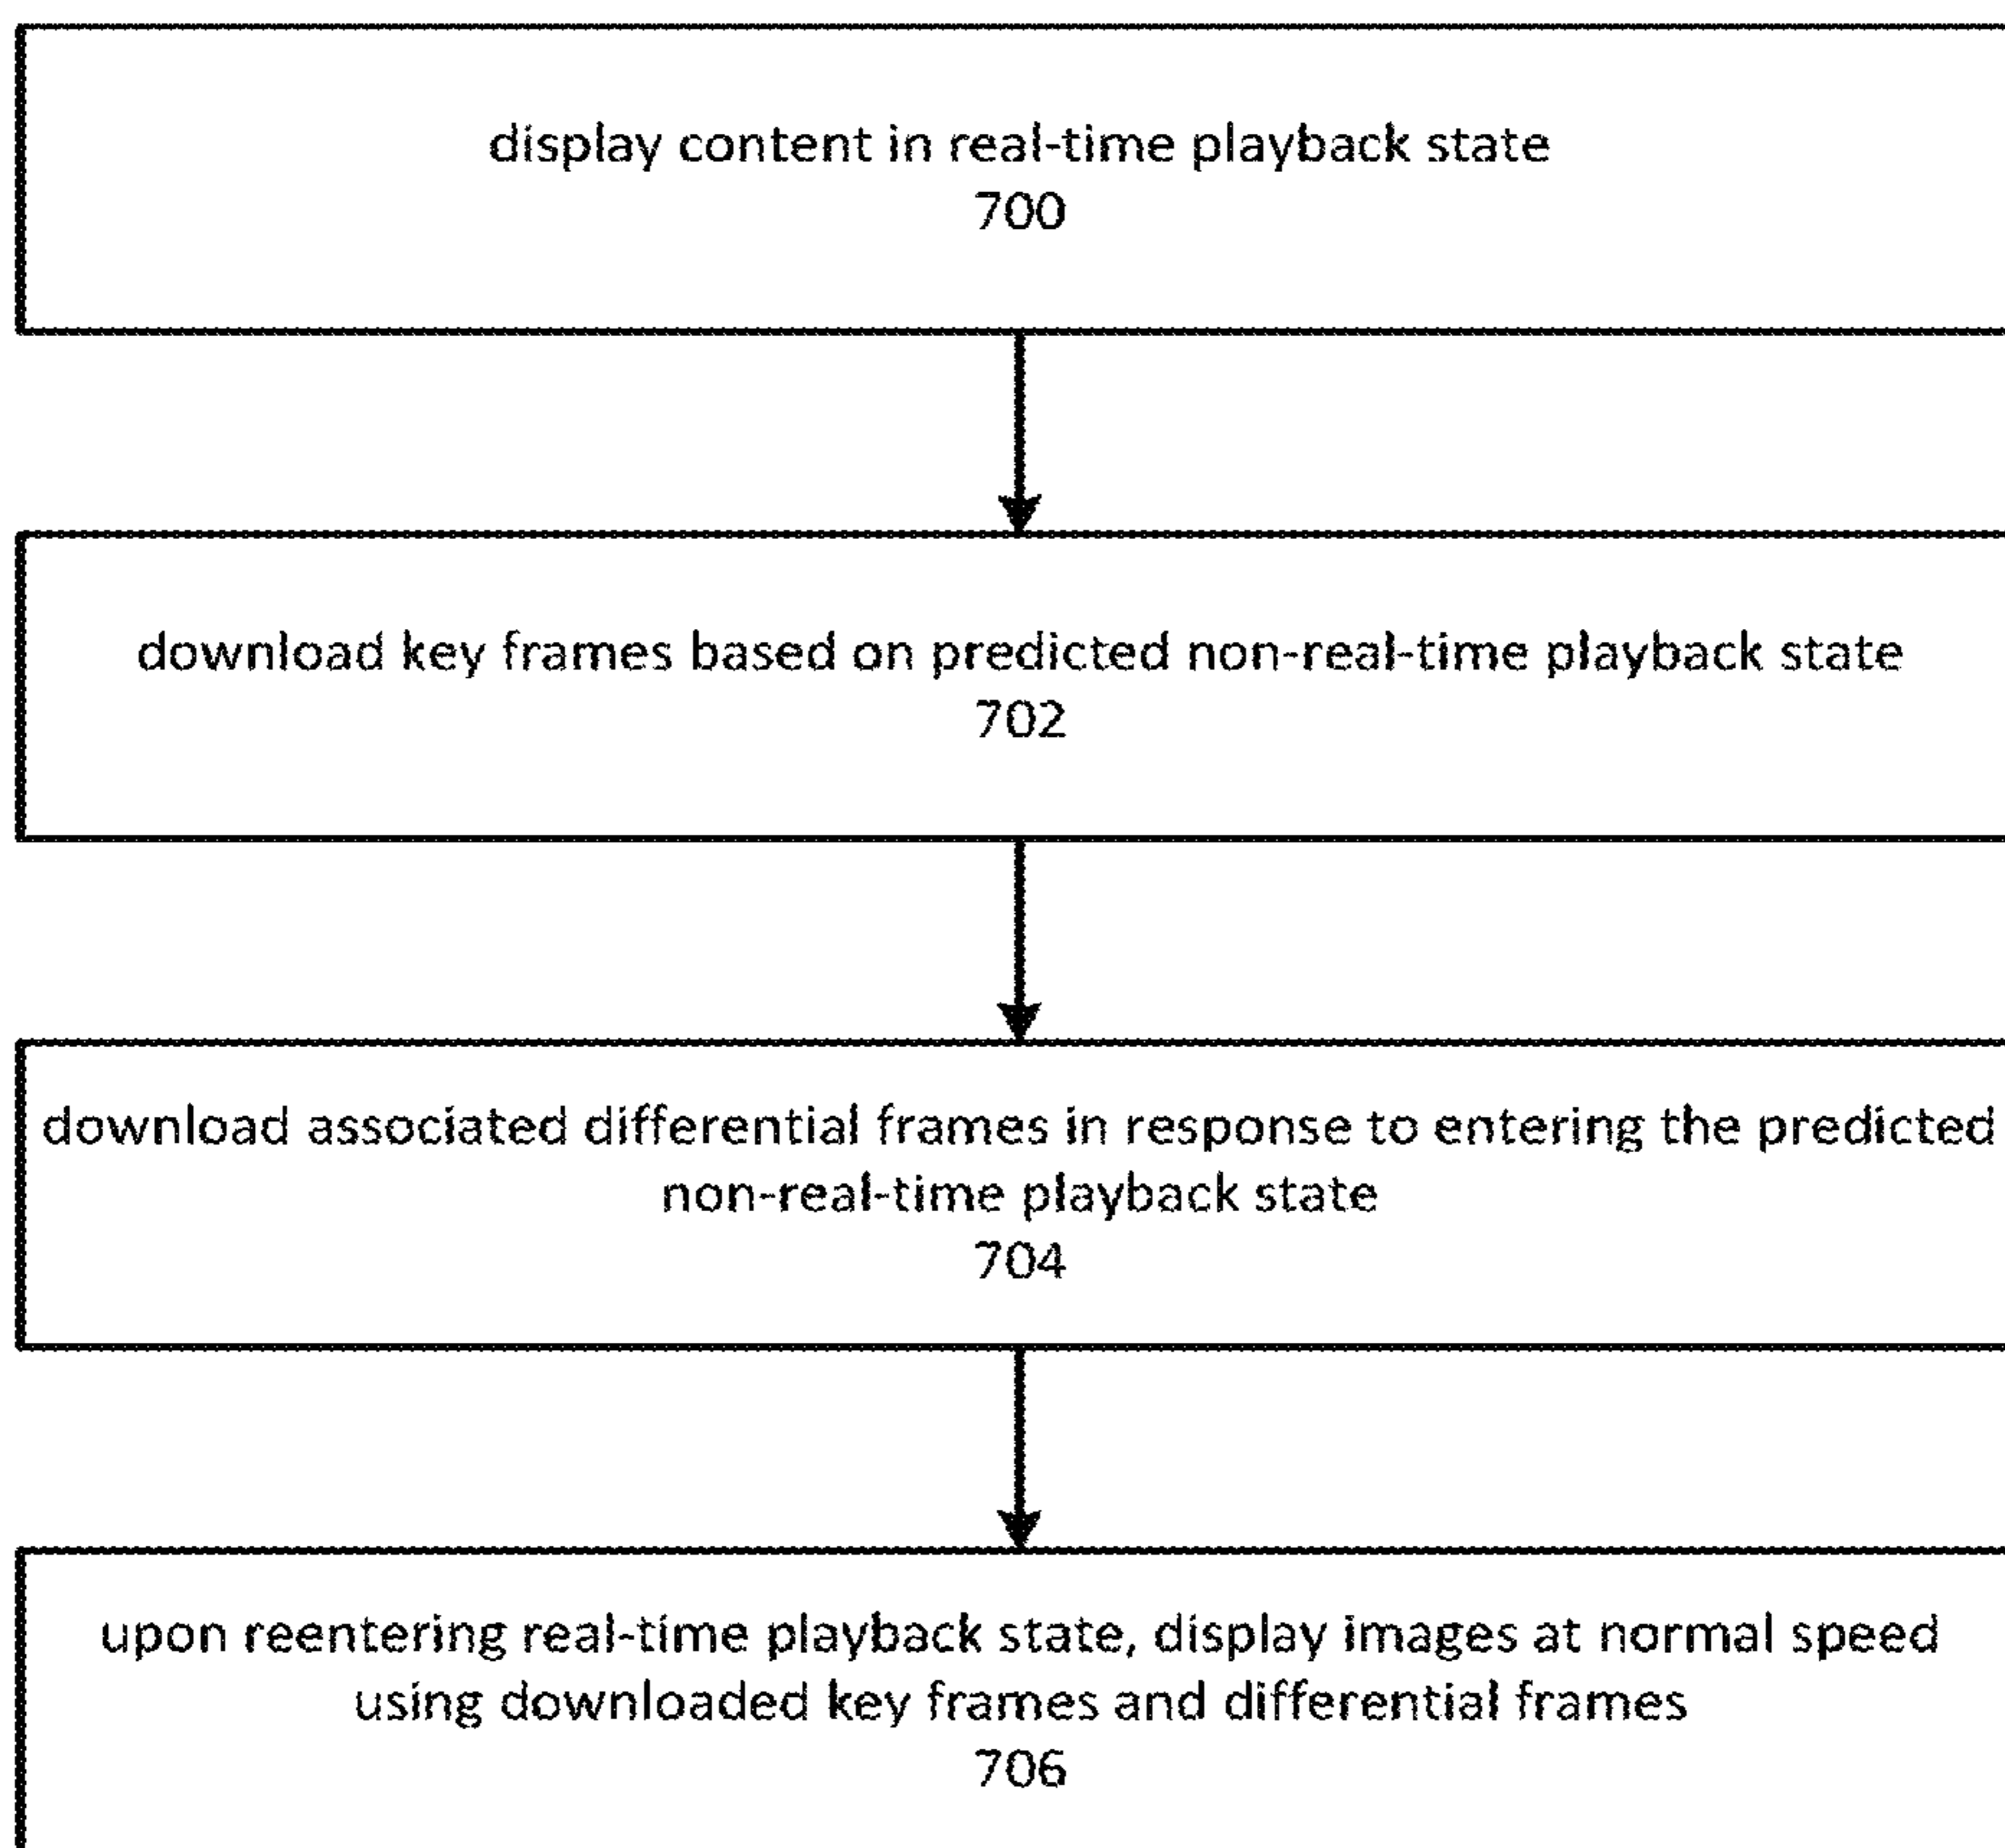 display content in real-time playback state
700
download key frames based on predicted non-real-time playback state
702
download associated differential frames in response to entering the predicted
non-real-time playback state
704
upon reentering real-time playback state, display images at normal speed
using downloaded key frames and differential frames
706